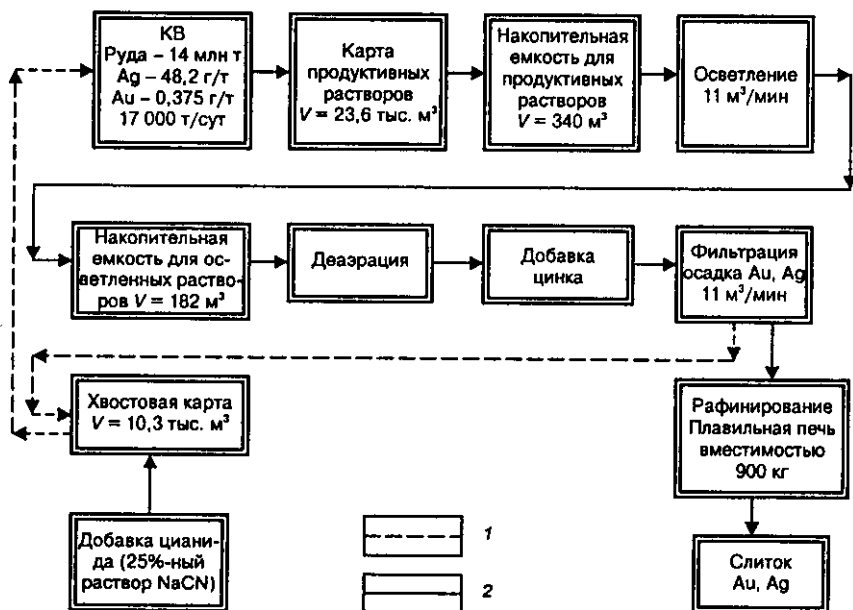 КВ
Руда – 14 млн т
Ag – 48,2 г/т
Au – 0,375 г/т
17 000 т/сут
Карта
продуктивных
растворов
V = 23,6 тыс. м³
Накопительная
емкость для
продуктивных
растворов
V = 340 м³
Осветление
11 м³/мин
Накопительная
емкость для ос-
ветленных раство-
ров V = 182 м³
Деаэрация
Добавка
цинка
Фильтрация
осадка Au, Ag
11 м³/мин
Хвостовая карта
V = 10,3 тыс. м³
Рафинирование
Плавильная печь
вместимостью
900 кг
Добавка циани-
да (25%-ный
раствор NaCN)
1
2
Слиток
Au, Ag